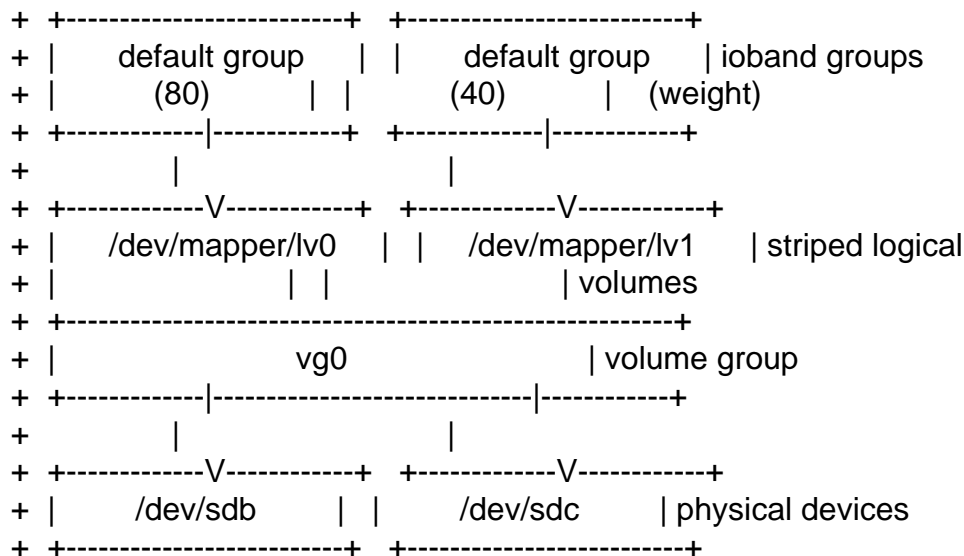 + +--------------------------+ +--------------------------+
+ | default group | | default group | ioband groups
+ | (80) | | (40) | (weight)
+ +-------------|------------+ +-------------|------------+
+ | |
+ +-------------V------------+ +-------------V------------+
+ | /dev/mapper/lv0 | | /dev/mapper/lv1 | striped logical
+ | | | | volumes
+ +-------------------------------------------------------+
+ | vg0 | volume group
+ +-------------|-----------------------------|------------+
+ | |
+ +-------------V------------+ +-------------V------------+
+ | /dev/sdb | | /dev/sdc | physical devices
+ +--------------------------+ +--------------------------+